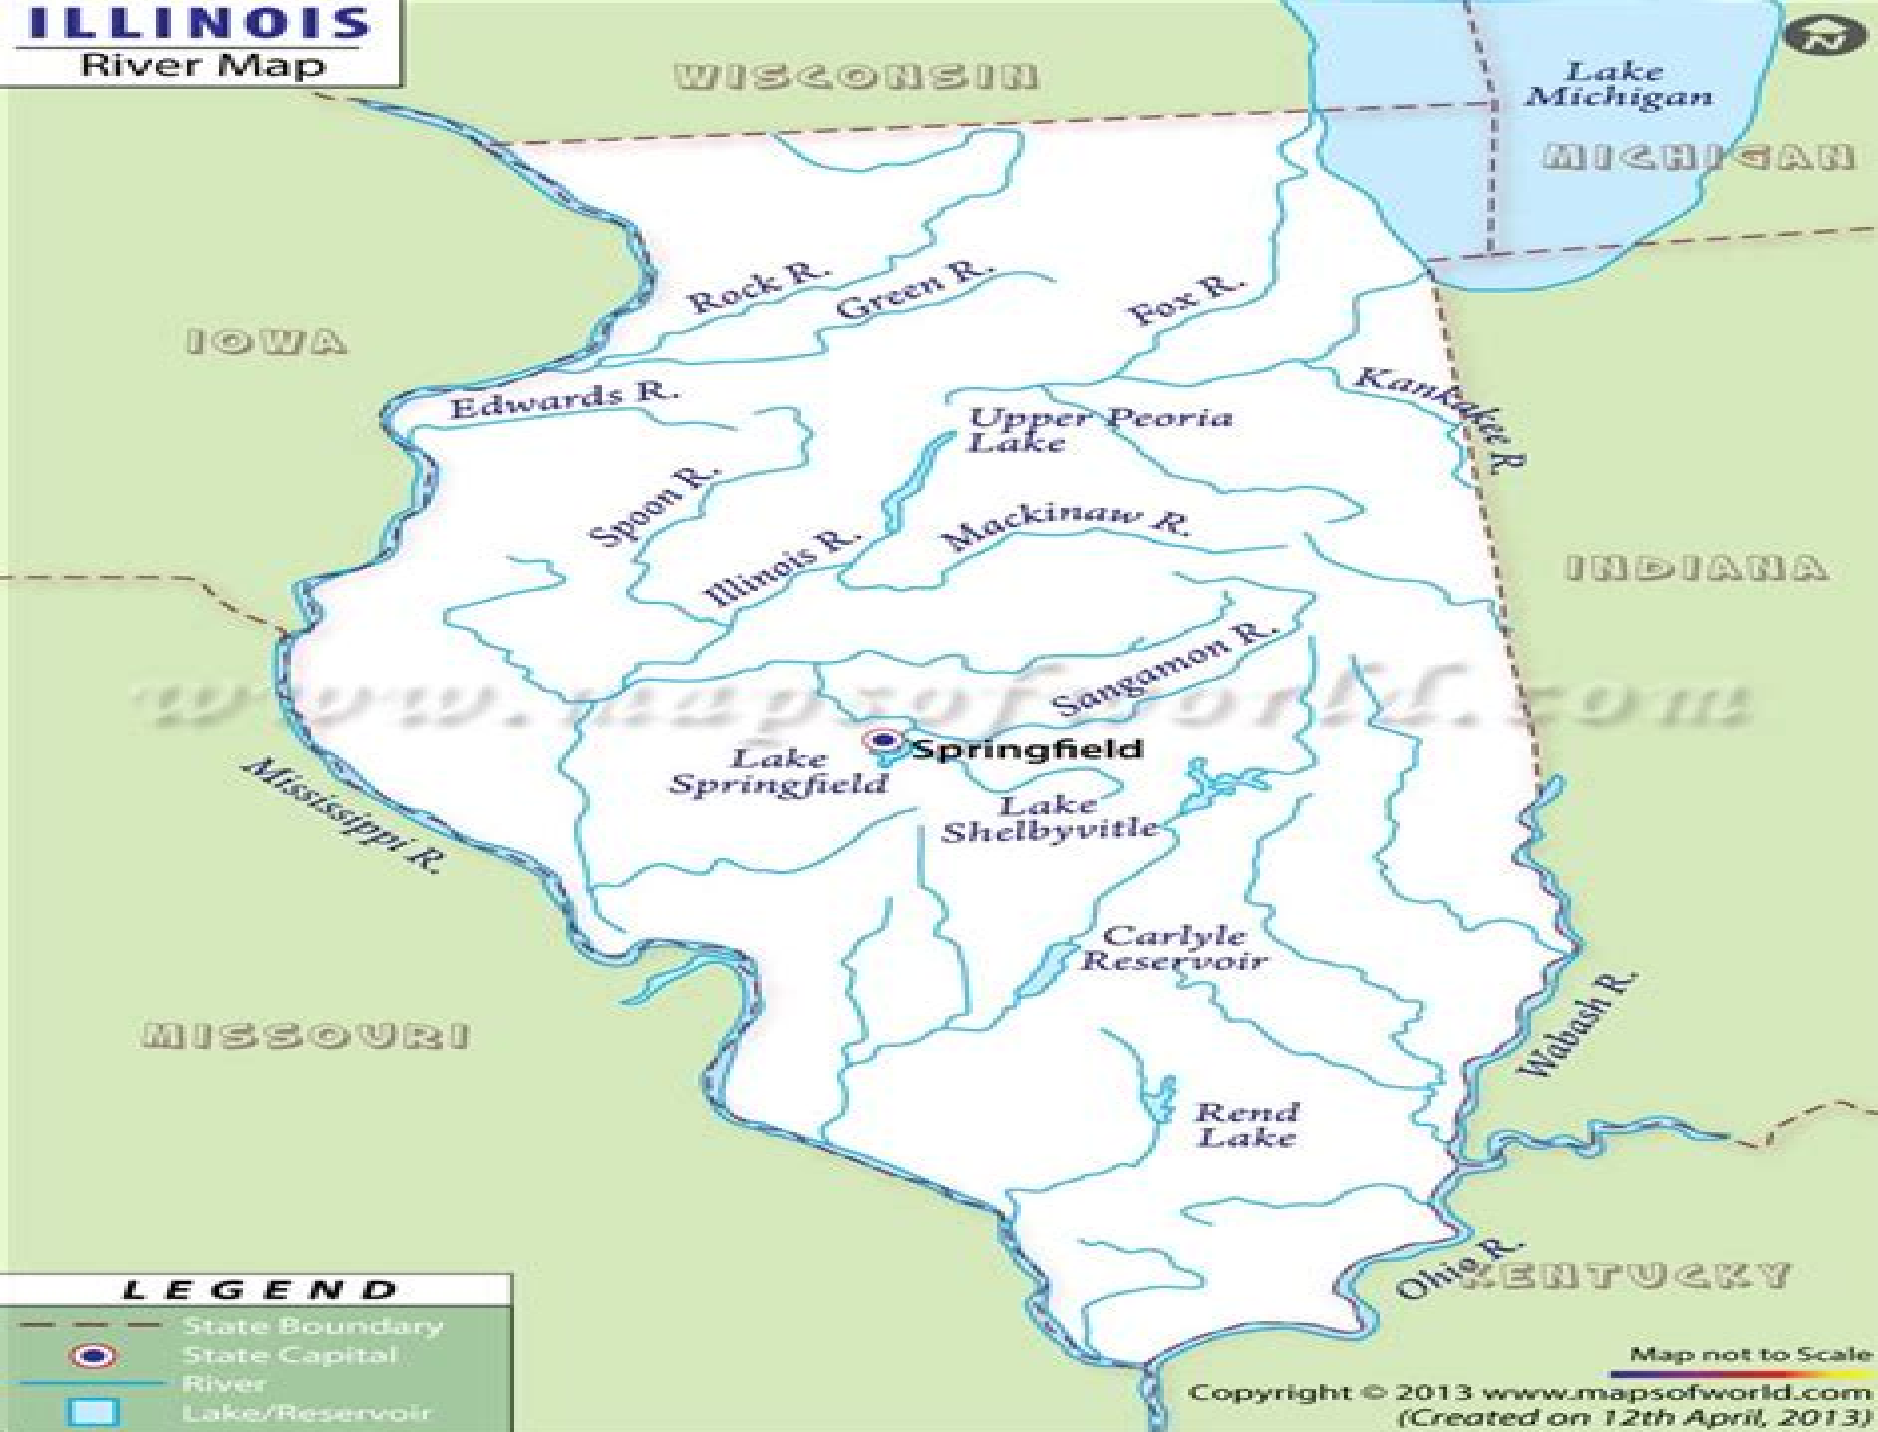 ILLINOIS
River Map
WISCONSIN
Lake
Michigan
MICHIGAN
Rock R.
Green R.
Fox R.
IOWA
Edwards R.
Kankakee R.
Upper Peoria
Lake
Spoon R.
Illinois R.
Mackinaw R.
INDIANA
Sangamon R.
www.mapsofworld.com
Springfield
Lake
Springfield
Lake
Shelbyvitle
Mississippi R.
Carlyle
Reservoir
Wabash R.
MISSOURI
Rend
Lake
Ohio R.
KENTUCKY
LEGEND
State Boundary
State Capital
River
Lake/Reservoir
Map not to Scale
Copyright © 2013 www.mapsofworld.com
(Created on 12th April, 2013)